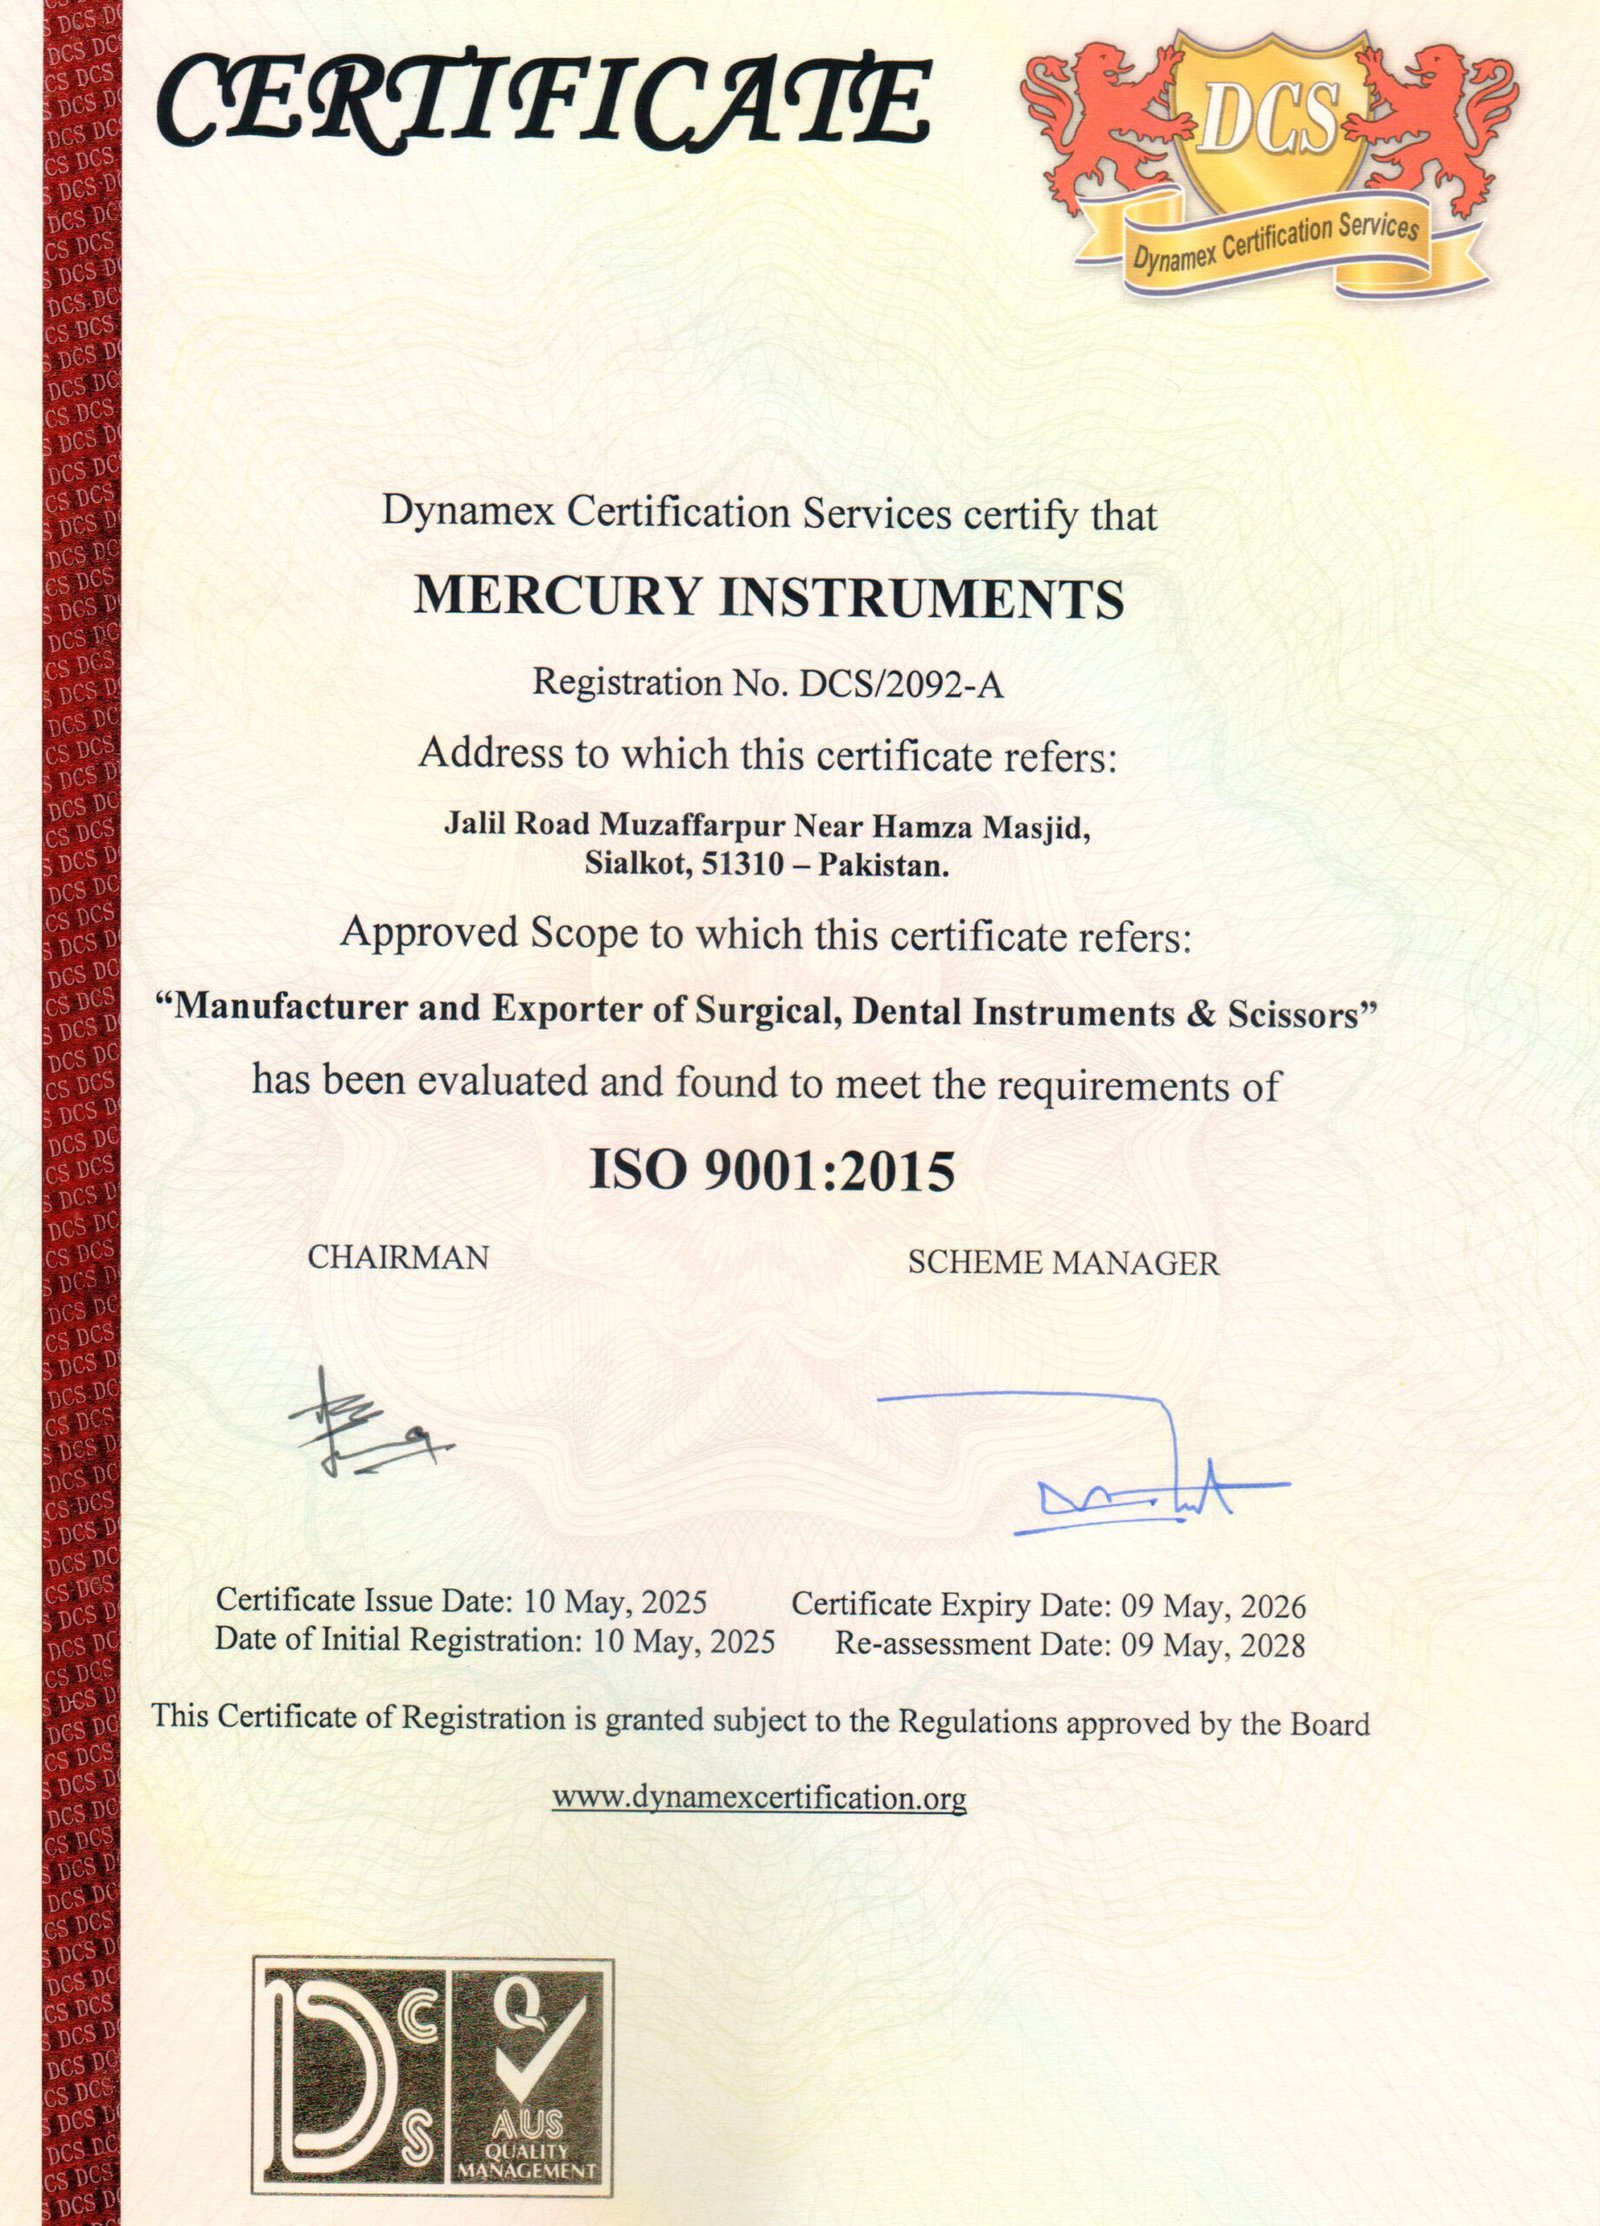 CERTIFICATE
DCS
Dynamex Certification Services
Dynamex Certification Services certify that
MERCURY INSTRUMENTS
Registration No. DCS/2092-A
Address to which this certificate refers:
Jalil Road Muzaffarpur Near Hamza Masjid,
Sialkot, 51310 – Pakistan.
Approved Scope to which this certificate refers:
“Manufacturer and Exporter of Surgical, Dental Instruments & Scissors”
has been evaluated and found to meet the requirements of
ISO 9001:2015
CHAIRMAN SCHEME MANAGER
Certificate Issue Date: 10 May, 2025 Certificate Expiry Date: 09 May, 2026
Date of Initial Registration: 10 May, 2025 Re-assessment Date: 09 May, 2028
This Certificate of Registration is granted subject to the Regulations approved by the Board
www.dynamexcertification.org
DCS
Q
AUS
QUALITY
MANAGEMENT